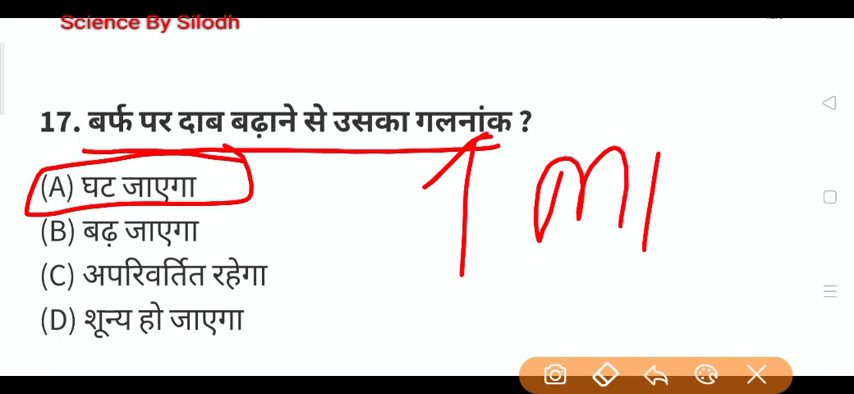 Science By Silodh
17. बर्फ पर दाब बढ़ाने से उसका गलनांक ?
(A) घट जाएगा
(B) बढ़ जाएगा
(C) अपरिवर्तित रहेगा
(D) शून्य हो जाएगा